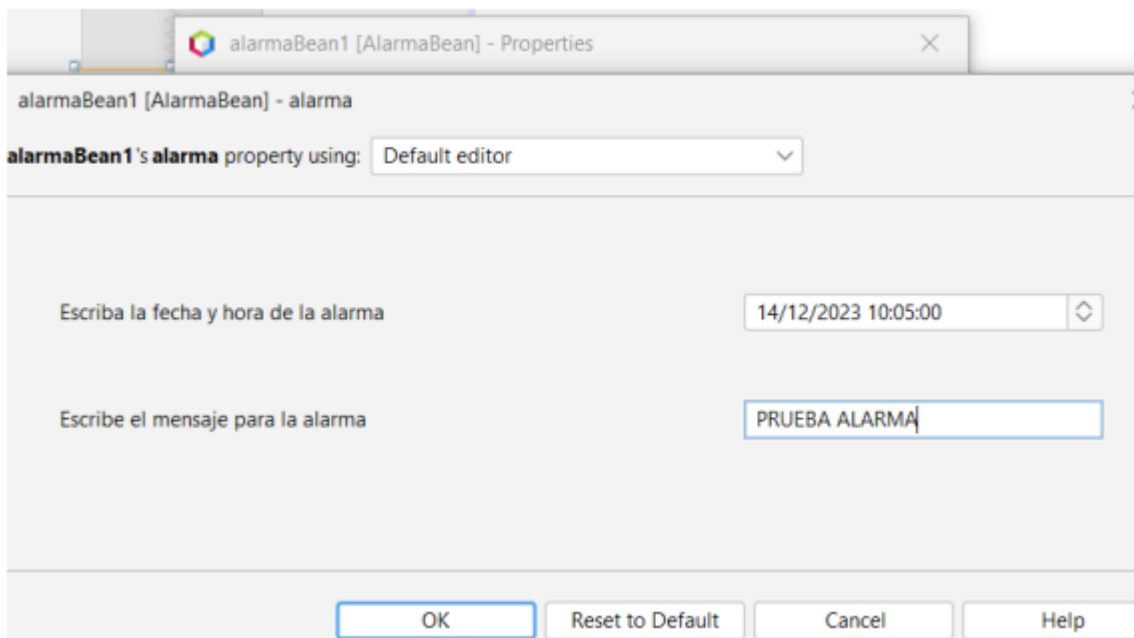 alarmaBean1 [AlarmaBean] - Properties
alarmaBean1 [AlarmaBean] - alarma
alarmaBean1's alarma property using: Default editor
Escriba la fecha y hora de la alarma 14/12/2023 10:05:00
Escribe el mensaje para la alarma PRUEBA ALARMA
OK Reset to Default Cancel Help